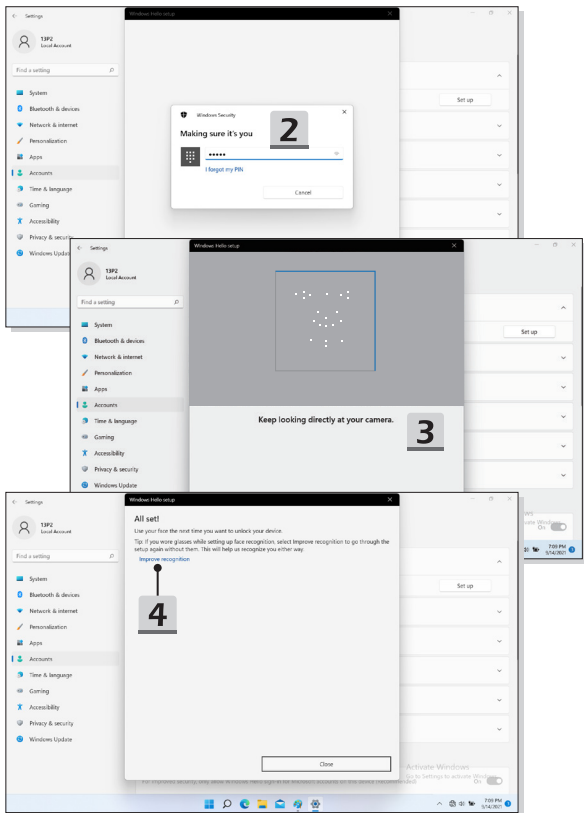 Settings
Windows Hello setup
13P2
Local Account
Find a setting
System
Bluetooth & devices
Network & internet
Personalization
Apps
Accounts
Time & language
Gaming
Accessibility
Privacy & security
Windows Updat
Set up
Windows Security
Making sure it's you
2
I forgot my PIN
Cancel
Settings
Windows Hello setup
13P2
Local Account
Find a setting
System
Bluetooth & devices
Network & internet
Personalization
Apps
Accounts
Time & language
Gaming
Accessibility
Privacy & security
Windows Update
Set up
Keep looking directly at your camera.
3
On
7:09 PM
5/14/2021
Settings
Windows Hello setup
13P2
Local Account
Find a setting
System
Bluetooth & devices
Network & internet
Personalization
Apps
Accounts
Time & language
Gaming
Accessibility
Privacy & security
Windows Update
All set!
Use your face the next time you want to unlock your device.
Tip: If you wore glasses while setting up face recognition, select Improve recognition to go through the
setup again without them. This will help us recognize you either way.
Improve recognition
4
Set up
Close
Activate Windows
Go to Settings to activate Windows.
On
7:09 PM
5/14/2021